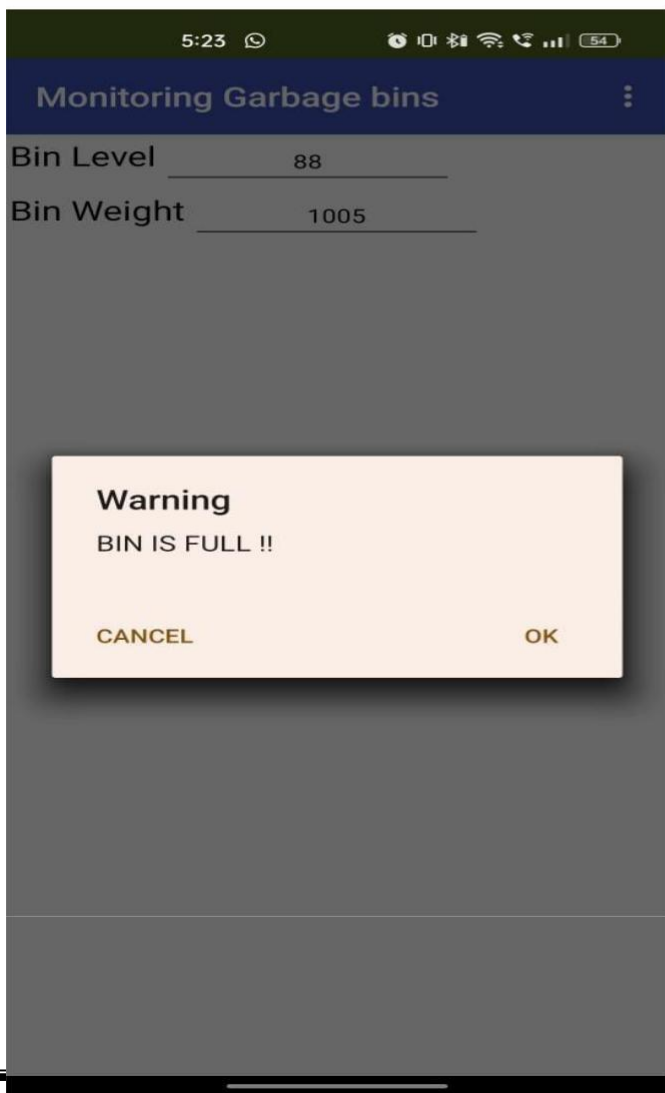 5:23 54
Monitoring Garbage bins
Bin Level 88
Bin Weight 1005
Warning
BIN IS FULL !!
CANCEL OK